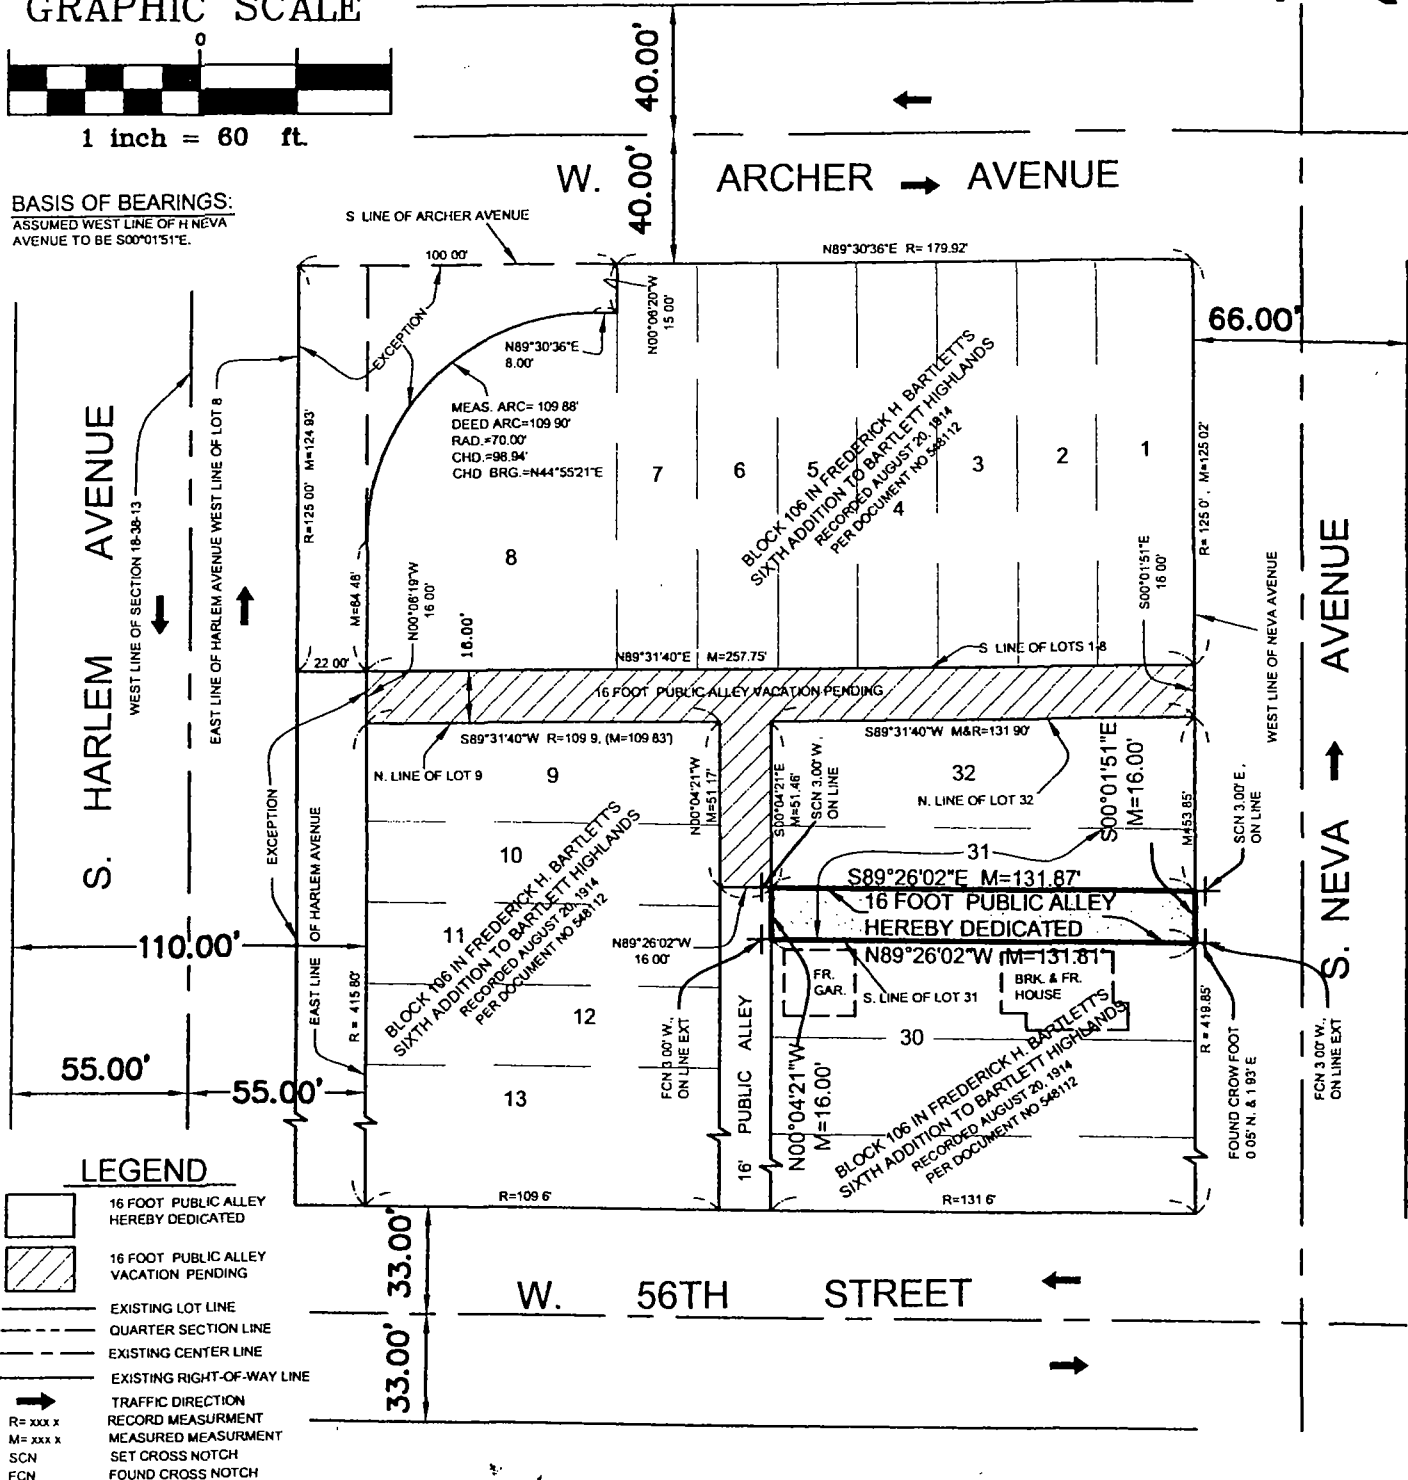 GRAPHIC SCALE
0
1 inch = 60 ft.
BASIS OF BEARINGS:
ASSUMED WEST LINE OF H NEVA
AVENUE TO BE S00°01'51"E.
40.00'
40.00'
W. ARCHER AVENUE
S LINE OF ARCHER AVENUE
100 00'
N89°30'36"E R= 179.92'
66.00'
EXCEPTION
N00°06'20"W
15 00'
N89°30'36"E
8.00'
MEAS. ARC= 109 88'
DEED ARC=109 90'
RAD.=70.00'
CHD.=98.94'
CHD BRG.=N44°55'21"E
R=125 00' M=124 93'
S. HARLEM AVENUE
WEST LINE OF SECTION 18-38-13
EAST LINE OF HARLEM AVENUE WEST LINE OF LOT 8
7
6
5
4
3
2
1
8
BLOCK 106 IN FREDERICK H. BARTLETT'S
SIXTH ADDITION TO BARTLETT HIGHLANDS
RECORDED AUGUST 20, 1914
PER DOCUMENT NO 548112
R= 125 0', M=125 02'
S00°01'51"E
16 00'
WEST LINE OF NEVA AVENUE
S. NEVA AVENUE
M=64 48'
N00°06'19"W
16 00'
16.00'
22 00'
N89°31'40"E M=257.75'
S LINE OF LOTS 1-8
16 FOOT PUBLIC ALLEY VACATION PENDING
S89°31'40"W R=109 9, (M=109 83')
S89°31'40"W M&R=131 90'
N. LINE OF LOT 9
9
N00°04'21"W
M=51.17'
S00°04'21"E
M=51.46'
SCN 3.00' W.,
ON LINE
32
N. LINE OF LOT 32
S00°01'51"E
M=16.00'
M=53 85'
SCN 3.00' E,
ON LINE
EXCEPTION
EAST LINE OF HARLEM AVENUE
10
31
S89°26'02"E M=131.87'
16 FOOT PUBLIC ALLEY
HEREBY DEDICATED
N89°26'02"W M=131.81'
11
BLOCK 106 IN FREDERICK H. BARTLETT'S
SIXTH ADDITION TO BARTLETT HIGHLANDS
RECORDED AUGUST 20, 1914
PER DOCUMENT NO 548112
N89°26'02"W
16 00'
110.00'
FR.
GAR.
S. LINE OF LOT 31
BRK. & FR.
HOUSE
R = 415 80'
12
30
FCN 3 00' W.,
ON LINE EXT
16' PUBLIC ALLEY
N00°04'21"W
M=16.00'
R = 419.85'
FOUND CROW FOOT
0 05' N. & 1 93' E
FCN 3 00' W.,
ON LINE EXT
55.00'
55.00'
13
BLOCK 106 IN FREDERICK H. BARTLETT'S
SIXTH ADDITION TO BARTLETT HIGHLANDS
RECORDED AUGUST 20, 1914
PER DOCUMENT NO 548112
R=109 6'
R=131 6'
33.00'
33.00'
W. 56TH STREET
LEGEND
16 FOOT PUBLIC ALLEY
HEREBY DEDICATED
16 FOOT PUBLIC ALLEY
VACATION PENDING
EXISTING LOT LINE
QUARTER SECTION LINE
EXISTING CENTER LINE
EXISTING RIGHT-OF-WAY LINE
TRAFFIC DIRECTION
R= xxx x RECORD MEASURMENT
M= xxx x MEASURED MEASURMENT
SCN SET CROSS NOTCH
FCN FOUND CROSS NOTCH